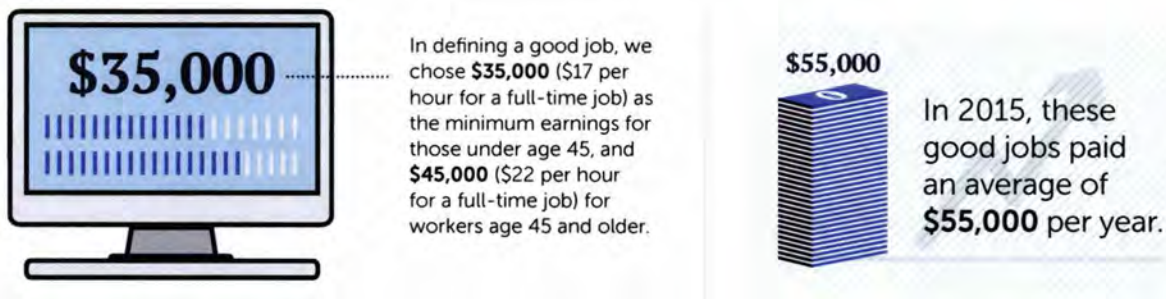 $35,000
In defining a good job, we
chose $35,000 ($17 per
hour for a full-time job) as
the minimum earnings for
those under age 45, and
$45,000 ($22 per hour
for a full-time job) for
workers age 45 and older.
$55,000
In 2015, these
good jobs paid
an average of
$55,000 per year.